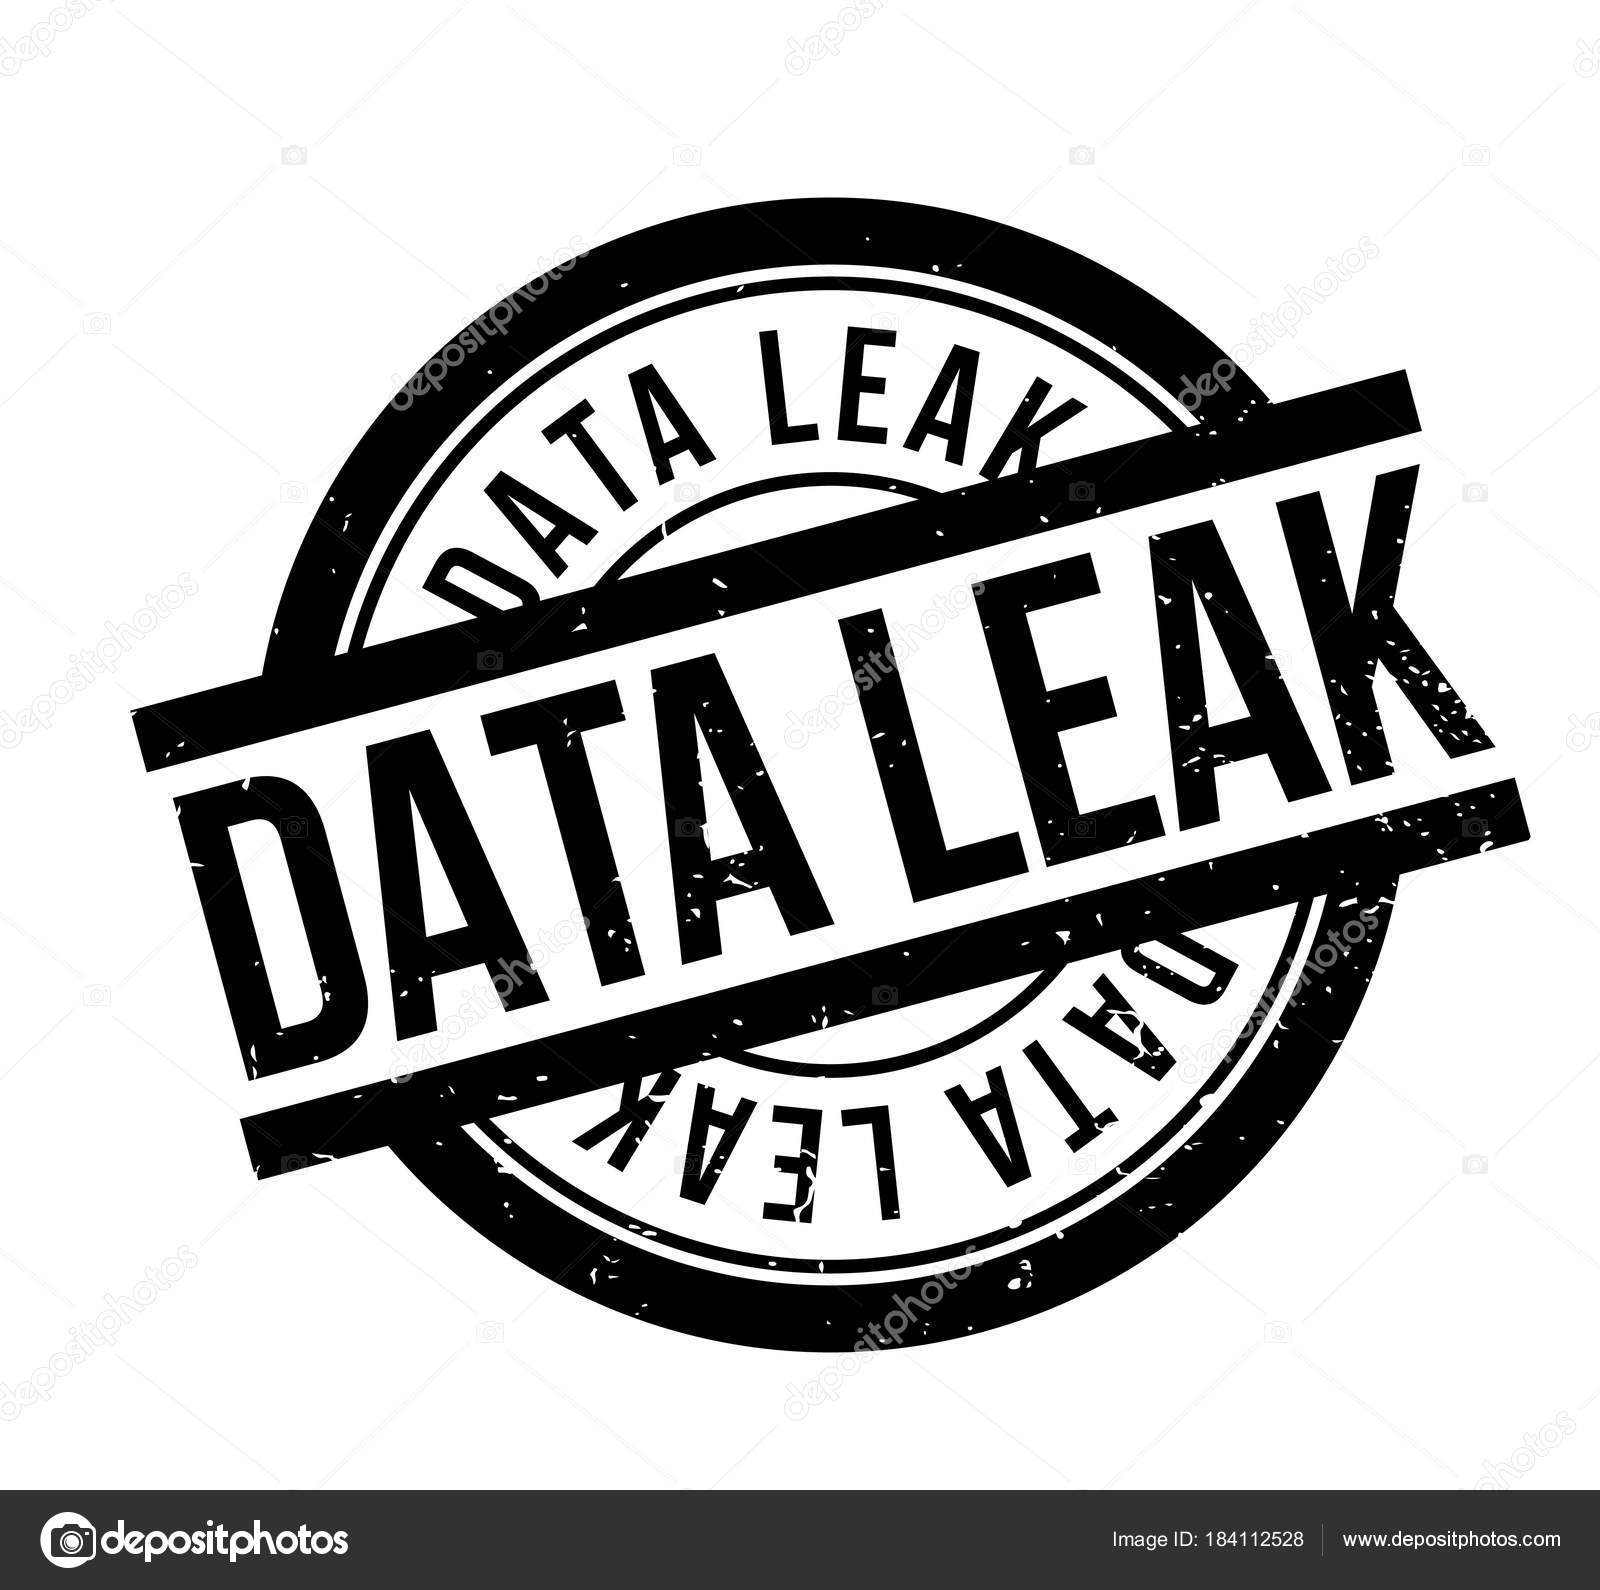 DATA LEAK
DATA LEAK
DATA LEAK
depositphotos
Image ID: 184112528
www.depositphotos.com